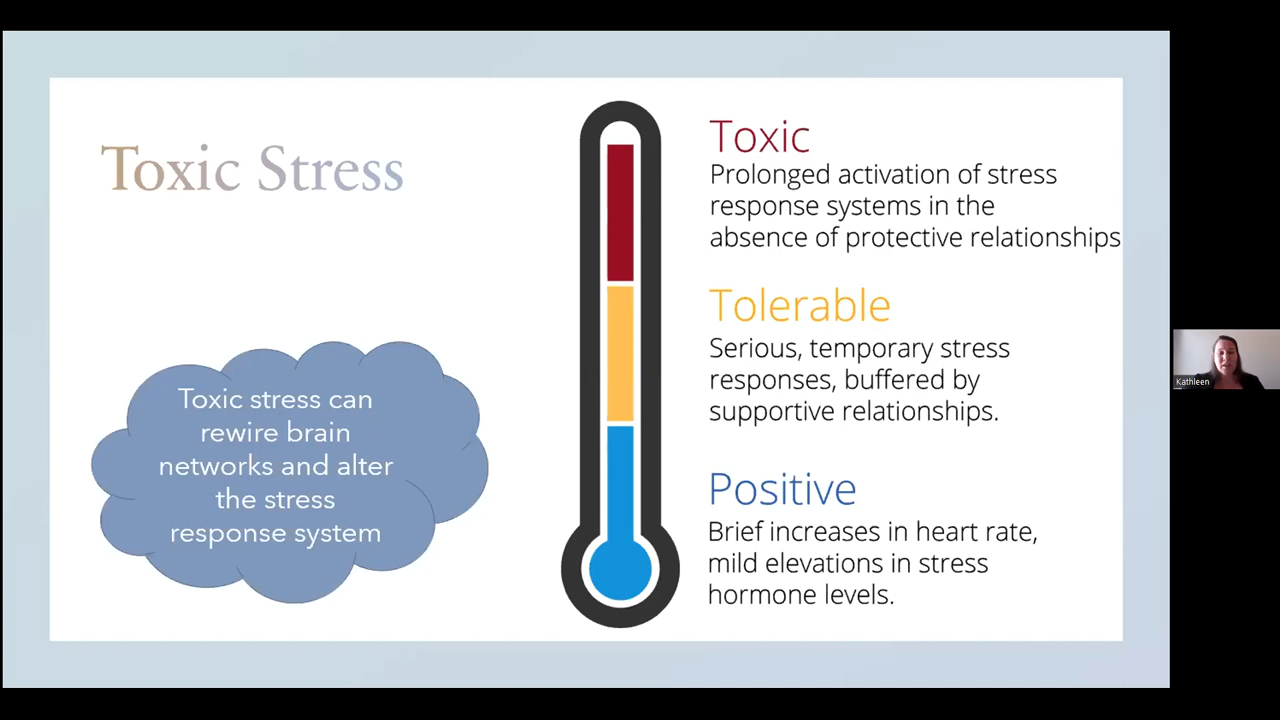 Toxic Stress
Toxic stress can
rewire brain
networks and alter
the stress
response system
Toxic
Prolonged activation of stress
response systems in the
absence of protective relationships
Tolerable
Serious, temporary stress
responses, buffered by
supportive relationships.
Positive
Brief increases in heart rate,
mild elevations in stress
hormone levels.
Kathleen